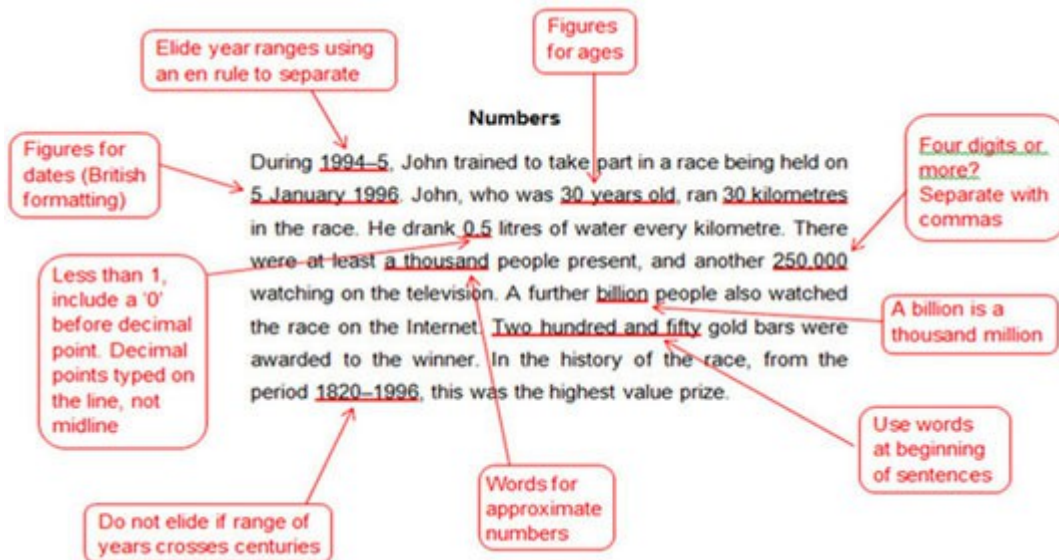 Elide year ranges using
an en rule to separate
Figures
for ages
Numbers
Figures for
dates (British
formatting)
Four digits or
more?
Separate with
commas
During 1994–5, John trained to take part in a race being held on
5 January 1996. John, who was 30 years old, ran 30 kilometres
in the race. He drank 0.5 litres of water every kilometre. There
were at least a thousand people present, and another 250,000
watching on the television. A further billion people also watched
the race on the Internet. Two hundred and fifty gold bars were
awarded to the winner. In the history of the race, from the
period 1820–1996, this was the highest value prize.
Less than 1,
include a '0'
before decimal
point. Decimal
points typed on
the line, not
midline
A billion is a
thousand million
Use words
at beginning
of sentences
Words for
approximate
numbers
Do not elide if range of
years crosses centuries